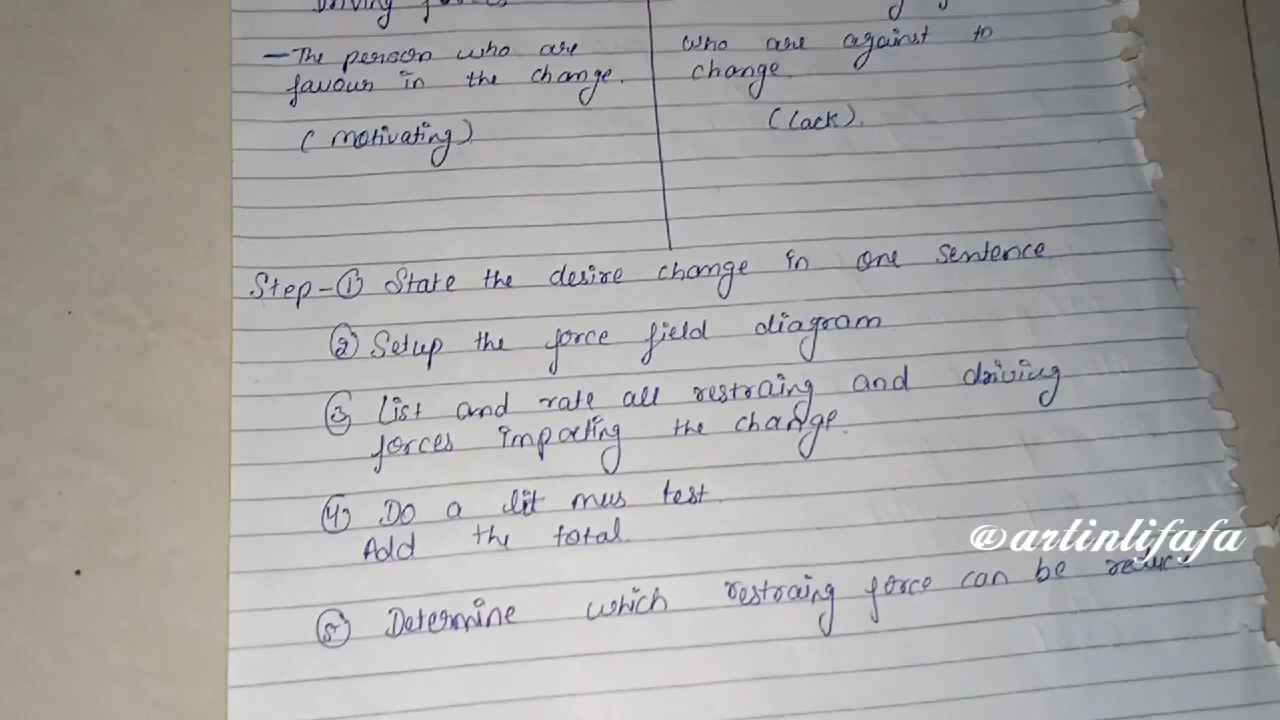 Driving forces
— The person who are
favour in the change.
(motivating)
who are against to
change.
(lack).
Step - ① State the desire change in one sentence
② Setup the force field diagram
③ List and rate all restraing and driving
forces impacting the change.
④ Do a lit mus test.
Add the total.
⑤ Determine which restraing force can be
@artinlifafa